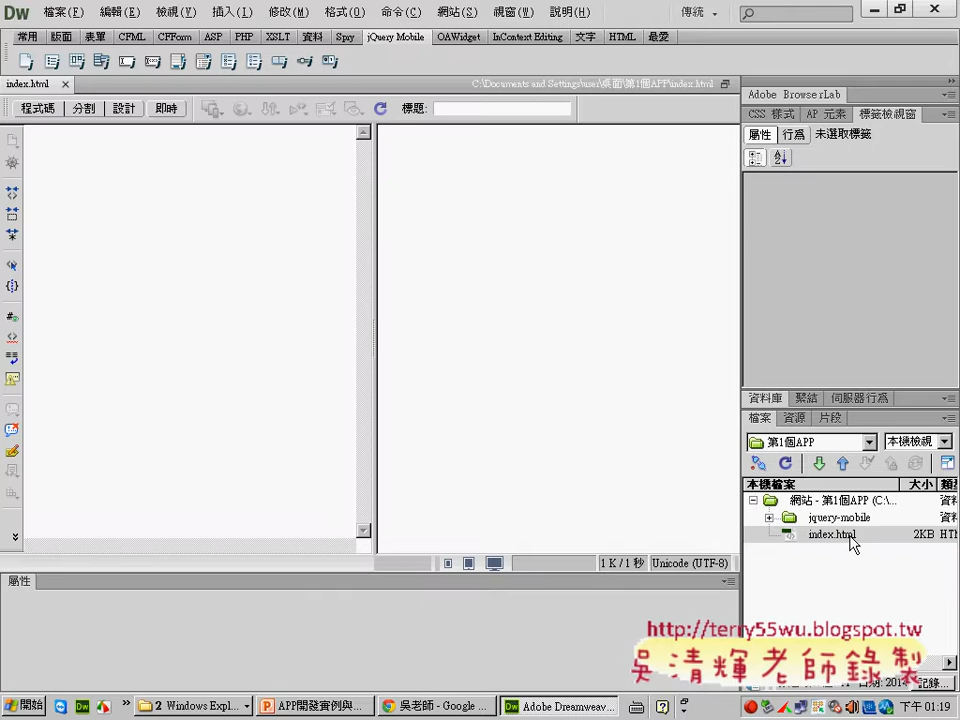 Dw 檔案(F) 編輯(E) 檢視(V) 插入(I) 修改(M) 格式(O) 命令(C) 網站(S) 視窗(W) 說明(H) 傳統
常用 版面 表單 CFML CFForm ASP PHP XSLT 資料 Spry jQuery Mobile OAWidget InContext Editing 文字 HTML 最愛
index.html C:\Documents and Settings\user\桌面\第1個APP\index.html
程式碼 分割 設計 即時 標題:
Adobe BrowserLab
CSS 樣式 AP 元素 標籤檢視窗
屬性 行為 未選取標籤
資料庫 繫結 伺服器行為
檔案 資源 片段
第1個APP 本機檢視
本機檔案 大小
網站 - 第1個APP (C:\...
jquery-mobile
index.html 2KB HTM
1 K / 1 秒 Unicode (UTF-8)
屬性
http://terry55wu.blogspot.tw
吳清輝老師錄製
記錄...
開始 2 Windows Expl... APP開發實例與... 吳老師 - Google ... Adobe Dreamweav... 下午 01:19